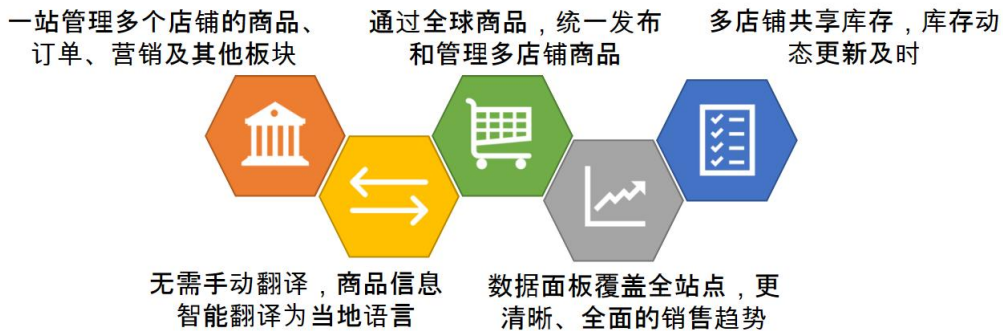 一站管理多个店铺的商品、
订单、营销及其他板块
通过全球商品，统一发布
和管理多店铺商品
多店铺共享库存，库存动
态更新及时
无需手动翻译，商品信息
智能翻译为当地语言
数据面板覆盖全站点，更
清晰、全面的销售趋势